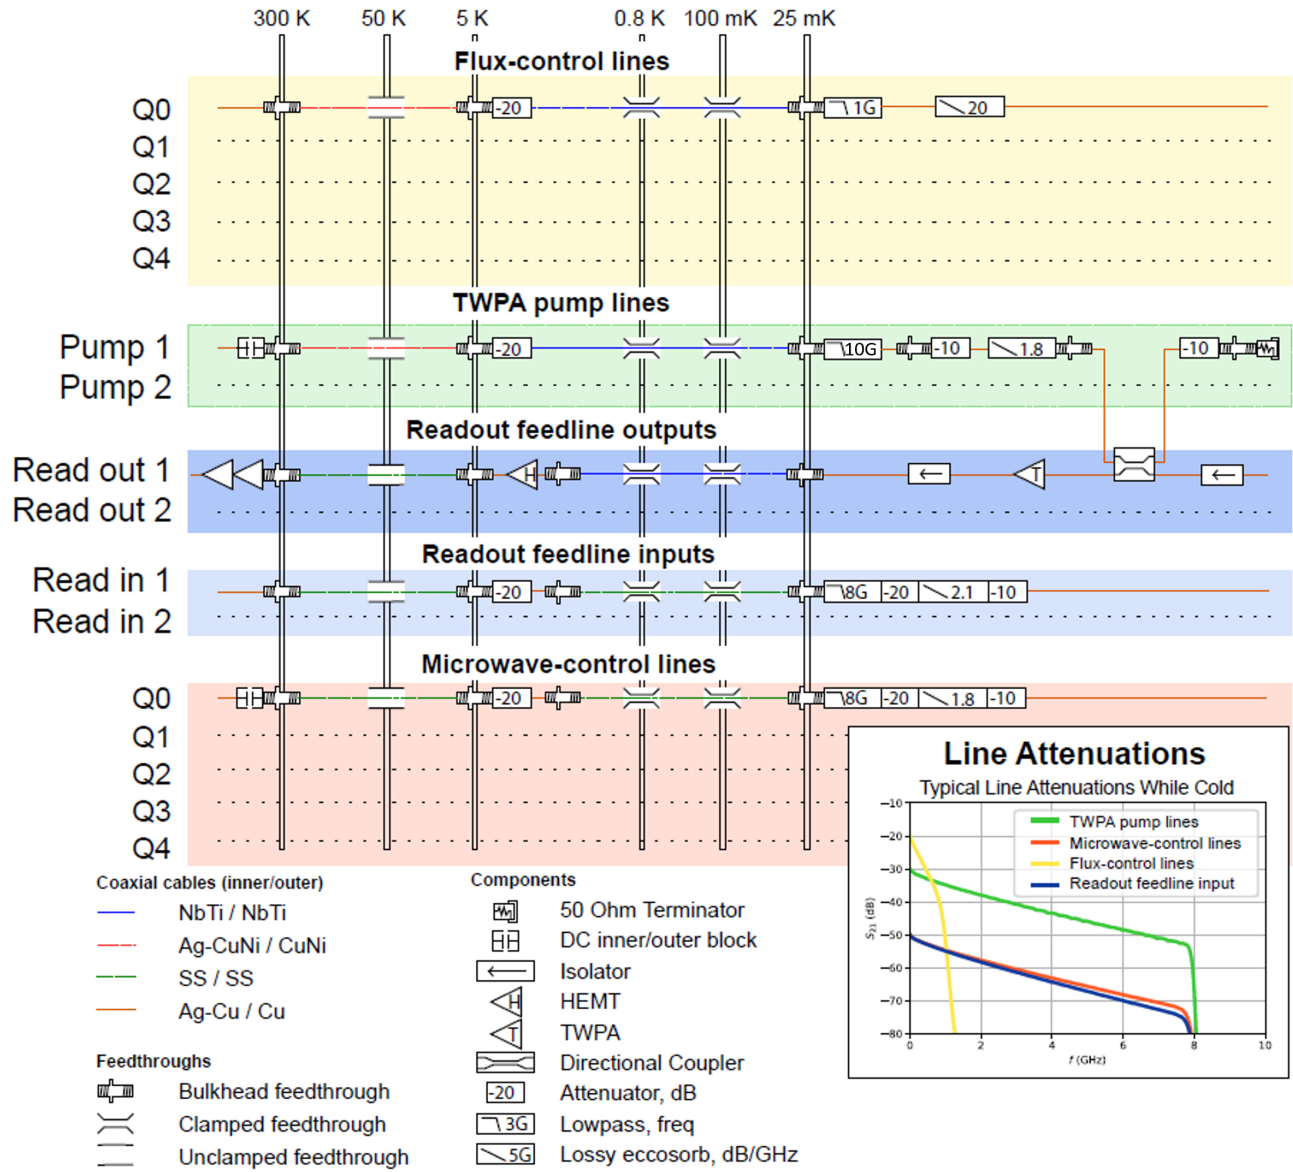 300 K 50 K 5 K 0.8 K 100 mK 25 mK
Flux-control lines
Q0 -20 1G 20
Q1
Q2
Q3
Q4
TWPA pump lines
Pump 1 -20 10G -10 1.8 -10
Pump 2
Readout feedline outputs
Read out 1 H T
Read out 2
Readout feedline inputs
Read in 1 -20 8G -20 2.1 -10
Read in 2
Microwave-control lines
Q0 -20 8G -20 1.8 -10
Q1
Q2
Q3
Q4
Line Attenuations
Typical Line Attenuations While Cold
TWPA pump lines
Microwave-control lines
Flux-control lines
Readout feedline input
S21 (dB)
−10
−20
−30
−40
−50
−60
−70
−80
0 2 4 6 8 10
f (GHz)
Coaxial cables (inner/outer)
NbTi / NbTi
Ag-CuNi / CuNi
SS / SS
Ag-Cu / Cu
Feedthroughs
Bulkhead feedthrough
Clamped feedthrough
Unclamped feedthrough
Components
50 Ohm Terminator
DC inner/outer block
Isolator
H HEMT
T TWPA
Directional Coupler
-20 Attenuator, dB
3G Lowpass, freq
5G Lossy eccosorb, dB/GHz